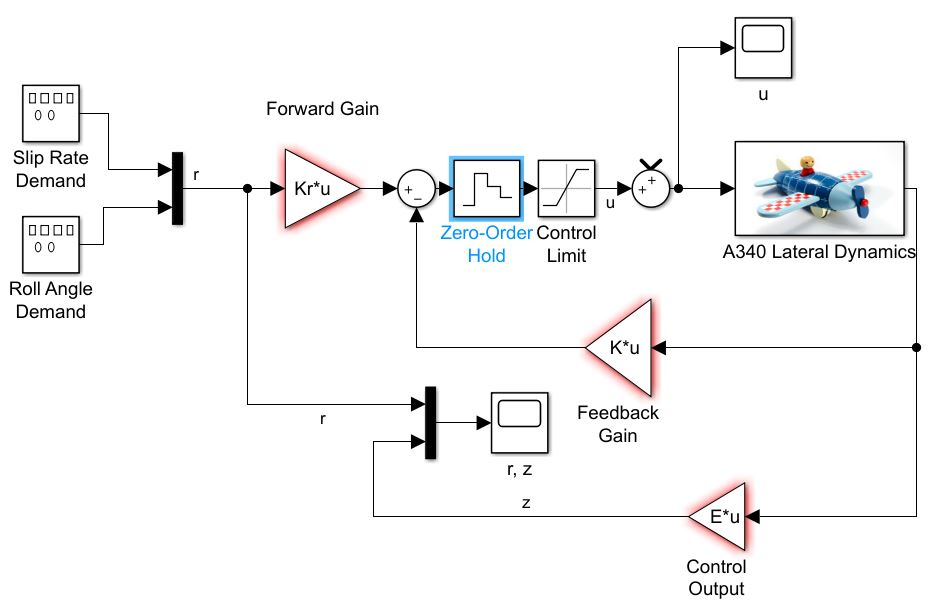 u
Forward Gain
Slip Rate
Demand
r
Kr*u
+
−
+
+
u
Zero-Order
Hold
Control
Limit
A340 Lateral Dynamics
0 0
0 0
Roll Angle
Demand
K*u
Feedback
Gain
r
r, z
z
E*u
Control
Output